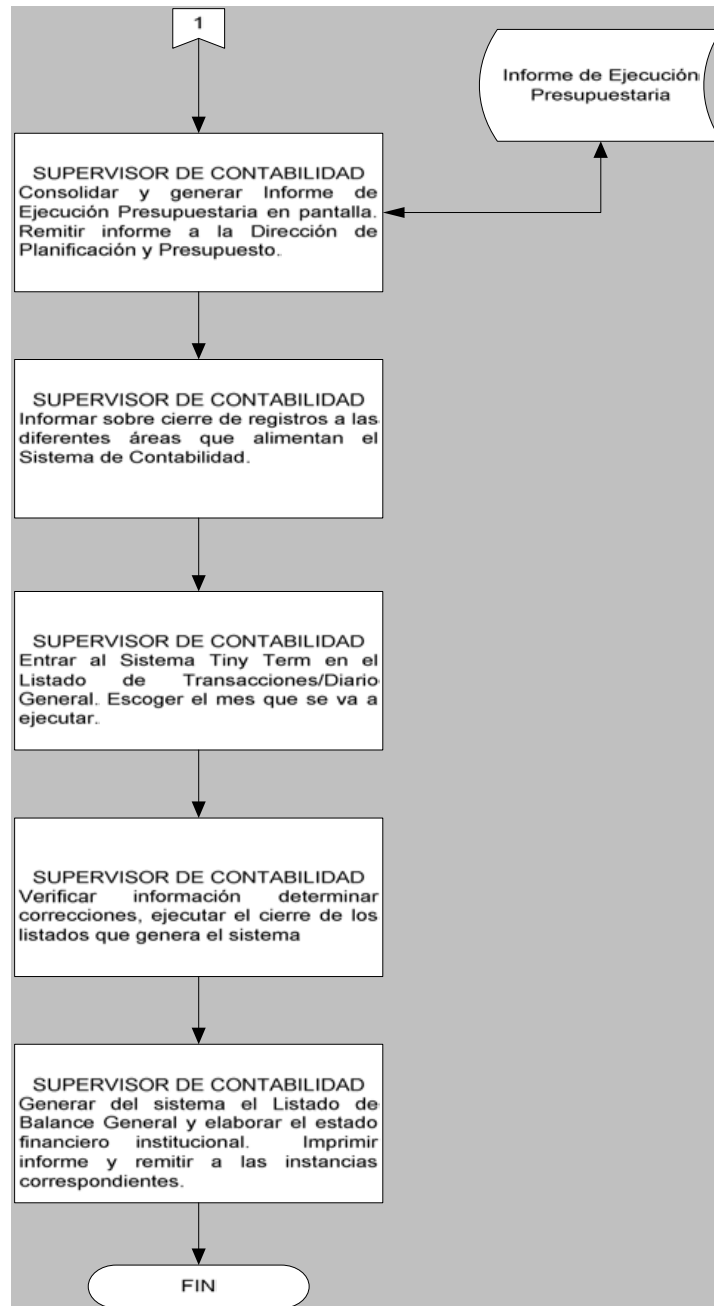 1
Informe de Ejecución
Presupuestaria
SUPERVISOR DE CONTABILIDAD
Consolidar y generar Informe de
Ejecución Presupuestaria en pantalla.
Remitir informe a la Dirección de
Planificación y Presupuesto.
SUPERVISOR DE CONTABILIDAD
Informar sobre cierre de registros a las
diferentes áreas que alimentan el
Sistema de Contabilidad.
SUPERVISOR DE CONTABILIDAD
Entrar al Sistema Tiny Term en el
Listado de Transacciones/Diario
General. Escoger el mes que se va a
ejecutar.
SUPERVISOR DE CONTABILIDAD
Verificar información determinar
correcciones, ejecutar el cierre de los
listados que genera el sistema
SUPERVISOR DE CONTABILIDAD
Generar del sistema el Listado de
Balance General y elaborar el estado
financiero institucional. Imprimir
informe y remitir a las instancias
correspondientes.
FIN